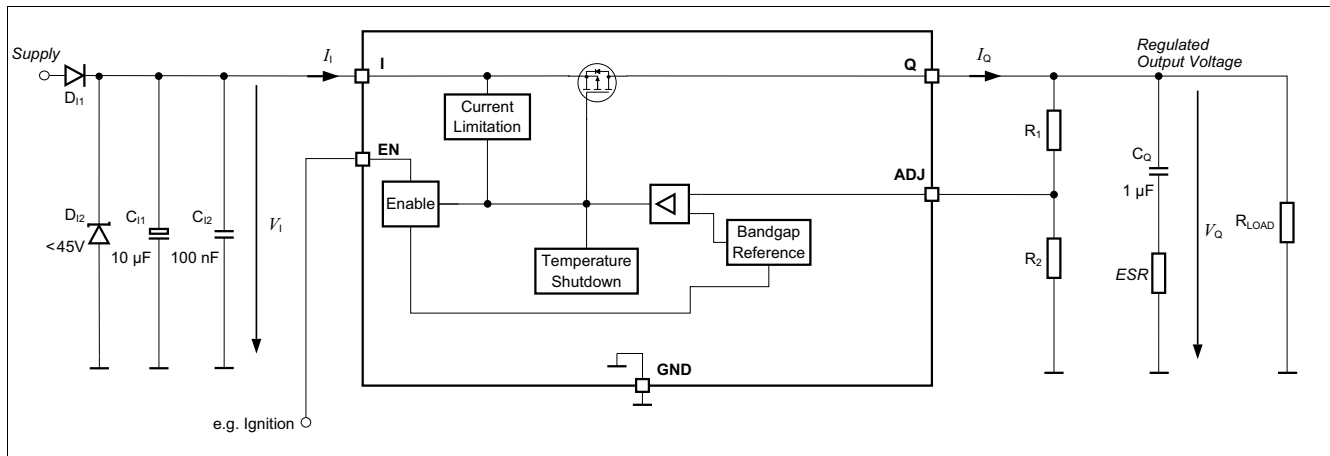 Supply
D_I1
I_I
I
Q
I_Q
Regulated
Output Voltage
Current
Limitation
EN
ADJ
R_1
C_Q
1 µF
D_I2
<45V
C_I1
10 µF
C_I2
100 nF
V_I
Enable
Temperature
Shutdown
Bandgap
Reference
R_2
ESR
V_Q
R_LOAD
GND
e.g. Ignition